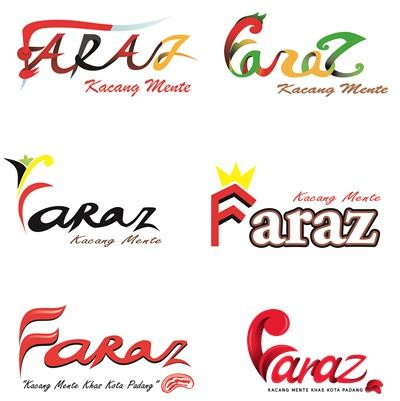 FARAZ
Kacang Mente
Faraz
Kacang Mente
FARAZ
Kacang Mente
Kacang Mente
Faraz
FARAZ
"Kacang Mente Khas Kota Padang"
Faraz
KACANG MENTE KHAS KOTA PADANG